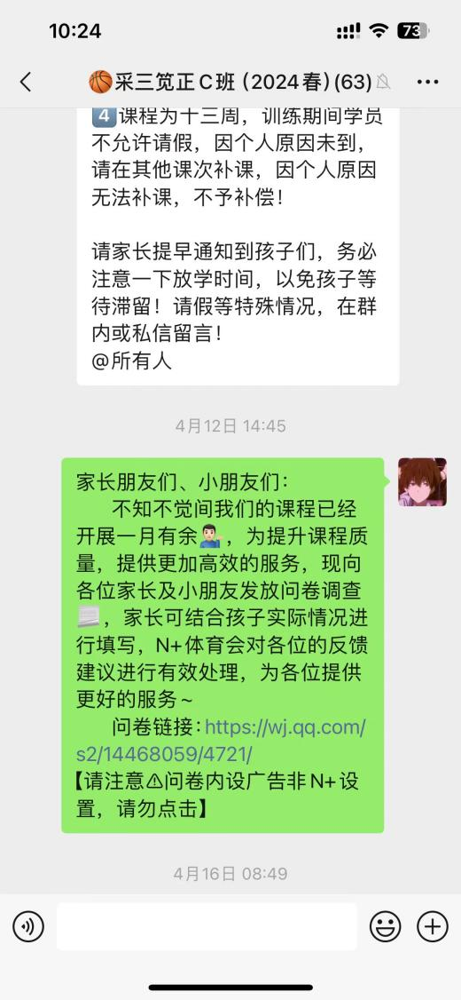 10:24
73
🏀采三笕正C班（2024春）(63)
4️⃣课程为十三周，训练期间学员
不允许请假，因个人原因未到，
请在其他课次补课，因个人原因
无法补课，不予补偿！
请家长提早通知到孩子们，务必
注意一下放学时间，以免孩子等
待滞留！请假等特殊情况，在群
内或私信留言！
@所有人
4月12日 14:45
家长朋友们、小朋友们：
不知不觉间我们的课程已经
开展一月有余💁🏻‍♂️，为提升课程质
量，提供更加高效的服务，现向
各位家长及小朋友发放问卷调查
📃，家长可结合孩子实际情况进
行填写，N+体育会对各位的反馈
建议进行有效处理，为各位提供
更好的服务~
问卷链接：https://wj.qq.com/
s2/14468059/4721/
【请注意⚠问卷内设广告非N+设
置，请勿点击】
4月16日 08:49